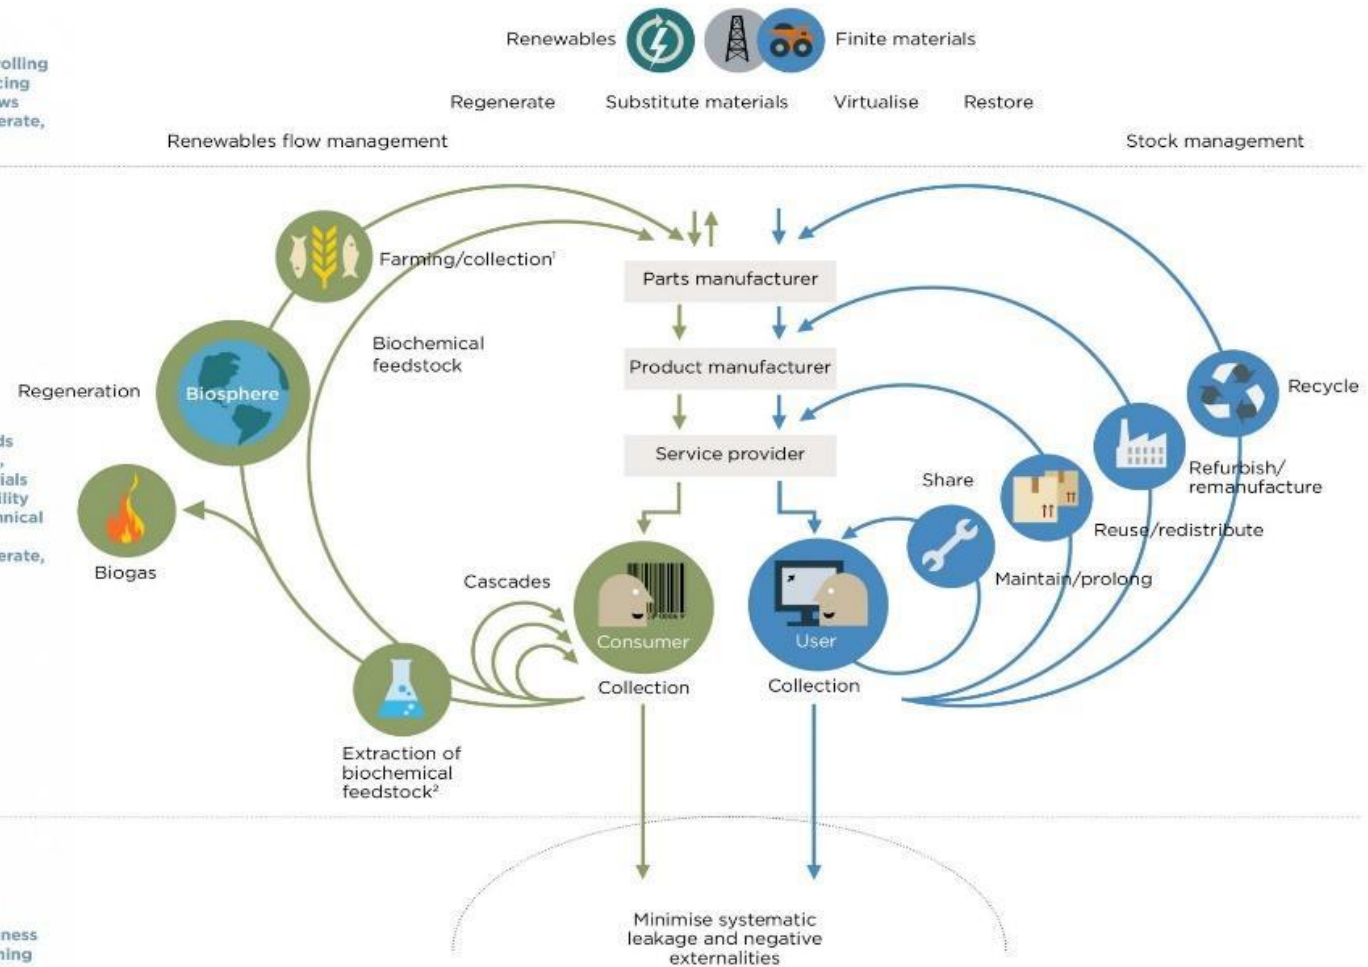 Renewables
Finite materials
Regenerate
Substitute materials
Virtualise
Restore
Renewables flow management
Stock management
Farming/collection¹
Biochemical
feedstock
Regeneration
Biosphere
Biogas
Cascades
Extraction of
biochemical
feedstock²
Parts manufacturer
Product manufacturer
Service provider
Consumer
Collection
User
Collection
Share
Maintain/prolong
Reuse/redistribute
Refurbish/
remanufacture
Recycle
Minimise systematic
leakage and negative
externalities